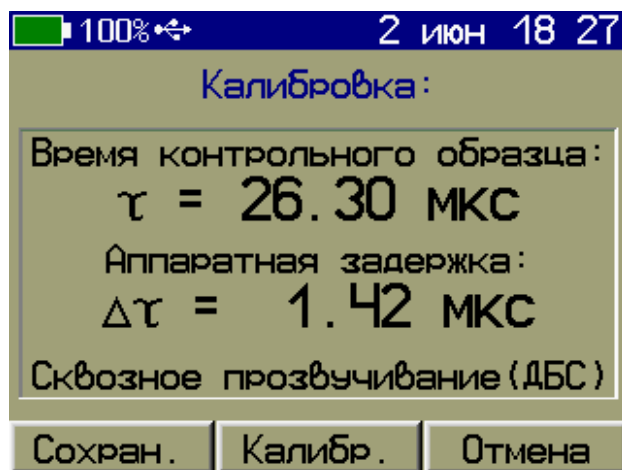 100% 2 июн 18 27
Калибровка:
Время контрольного образца:
τ = 26.30 мкс
Аппаратная задержка:
Δτ = 1.42 мкс
Сквозное прозвучивание(ДБС)
Сохран. Калибр. Отмена